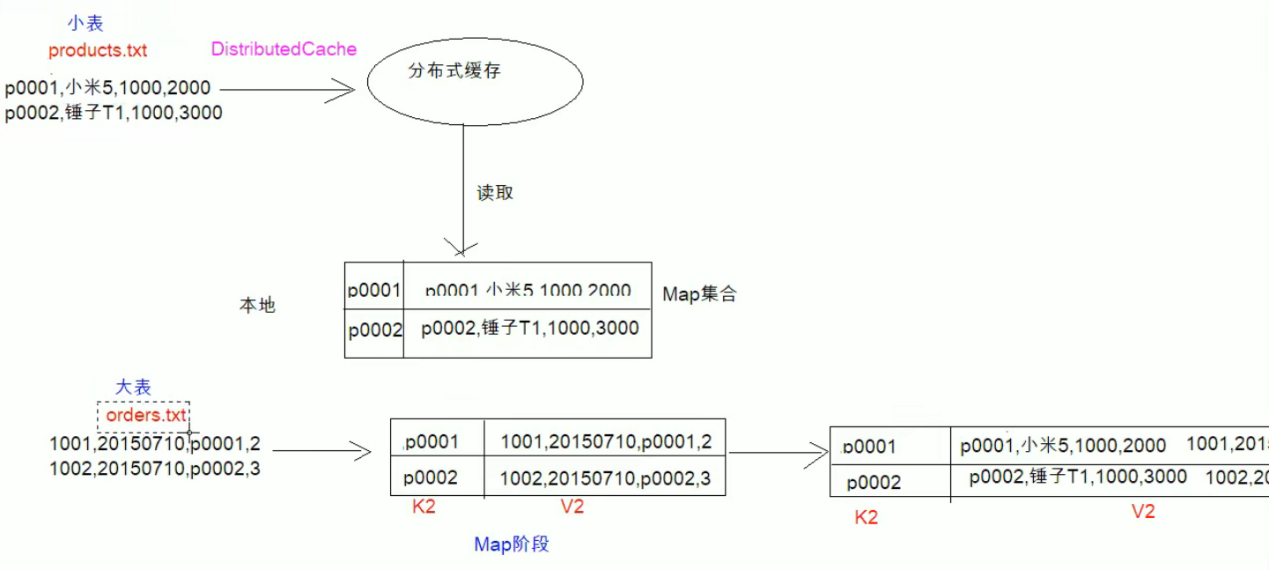 小表
products.txt
DistributedCache
p0001,小米5,1000,2000
p0002,锤子T1,1000,3000
分布式缓存
读取
本地
p0001 p0001 小米5 1000 2000
p0002 p0002,锤子T1,1000,3000
Map集合
大表
orders.txt
1001,20150710,p0001,2
1002,20150710,p0002,3
p0001 1001,20150710,p0001,2
p0002 1002,20150710,p0002,3
K2 V2
Map阶段
p0001 p0001,小米5,1000,2000 1001,201
p0002 p0002,锤子T1,1000,3000 1002,20
K2 V2